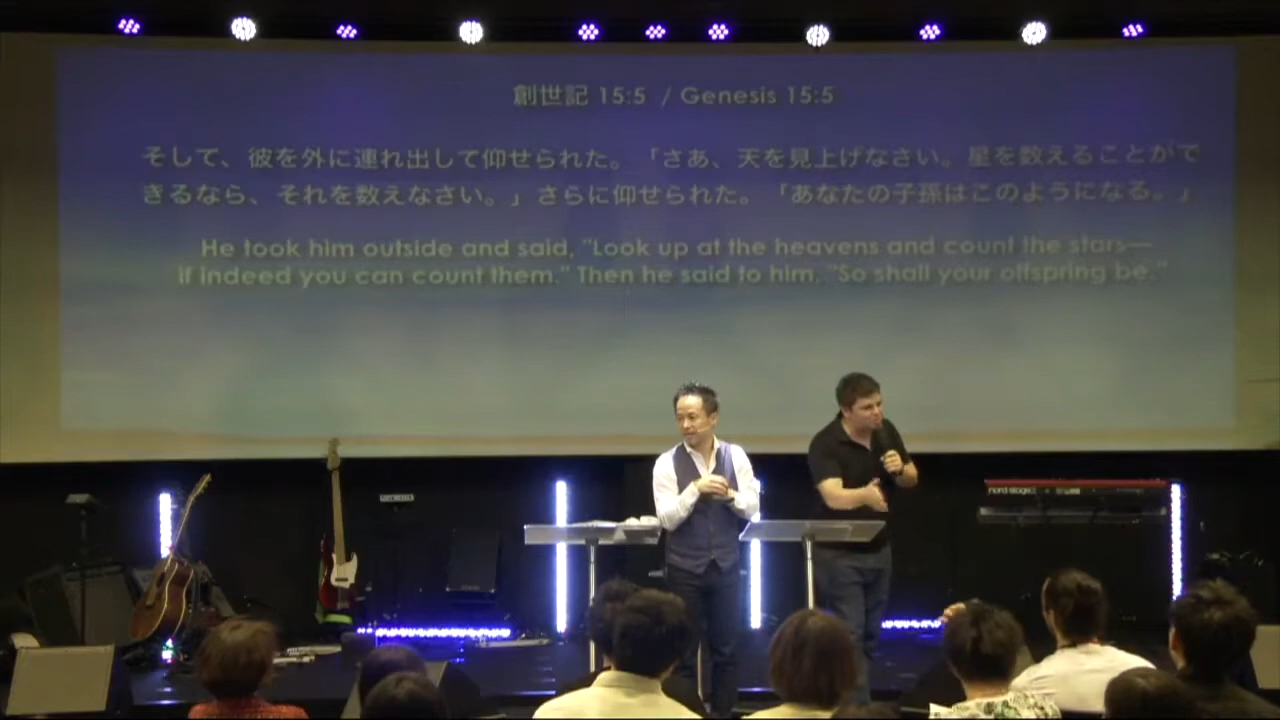 創世記 15:5 / Genesis 15:5
そして、彼を外に連れ出して仰せられた。「さあ、天を見上げなさい。星を数えることがで
きるなら、それを数えなさい。」さらに仰せられた。「あなたの子孫はこのようになる。」
He took him outside and said, "Look up at the heavens and count the stars—
if indeed you can count them." Then he said to him, "So shall your offspring be."
nord stage